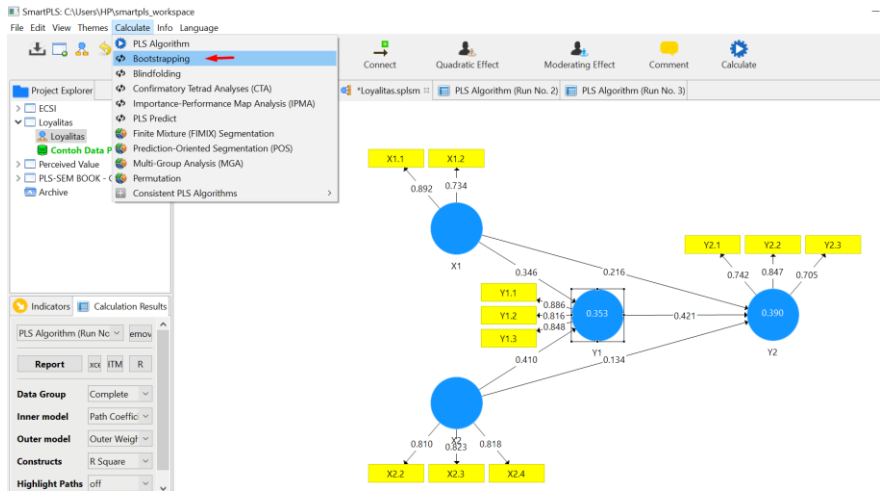 SmartPLS: C:\Users\HP\smartpls_workspace
File Edit View Themes Calculate Info Language
PLS Algorithm
Bootstrapping
Blindfolding
Confirmatory Tetrad Analyses (CTA)
Importance-Performance Map Analysis (IPMA)
PLS Predict
Finite Mixture (FIMIX) Segmentation
Prediction-Oriented Segmentation (POS)
Multi-Group Analysis (MGA)
Permutation
Consistent PLS Algorithms
Connect Quadratic Effect Moderating Effect Comment Calculate
Project Explorer
ECSI
Loyalitas
Loyalitas
Contoh Data P
Perceived Value
PLS-SEM BOOK - C
Archive
*Loyalitas.splsm PLS Algorithm (Run No. 2) PLS Algorithm (Run No. 3)
X1.1 X1.2
0.892 0.734
X1
Y2.1 Y2.2 Y2.3
0.742 0.847 0.705
0.346 0.216
Y1.1
Y1.2
Y1.3
0.886
0.816
0.848
0.353
0.421
0.390
Y1
Y2
0.410 0.134
X2
0.810 0.823 0.818
X2.2 X2.3 X2.4
Indicators Calculation Results
PLS Algorithm (Run Nc emov
Report xce ITM R
Data Group Complete
Inner model Path Coeffic
Outer model Outer Weigh
Constructs R Square
Highlight Paths off